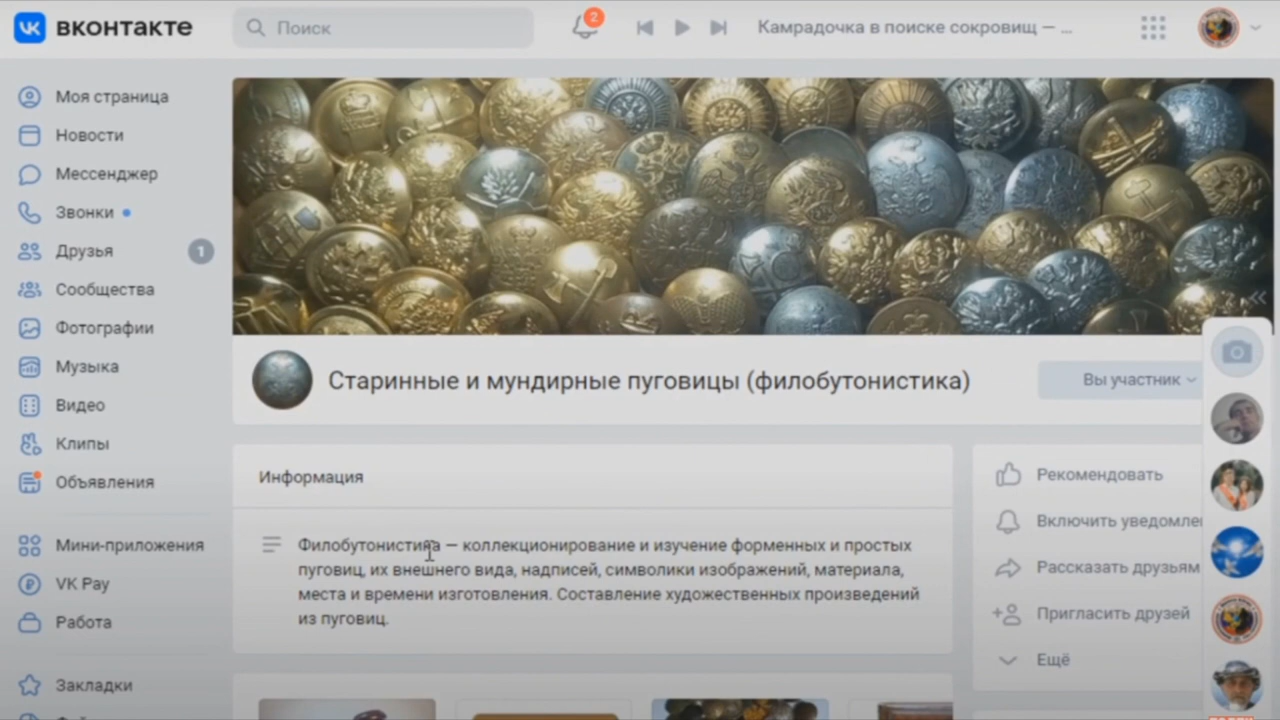 вконтакте
Поиск
2
Камрадочка в поиске сокровищ — ...
Моя страница
Новости
Мессенджер
Звонки
Друзья
1
Сообщества
Фотографии
Музыка
Видео
Клипы
Объявления
Мини-приложения
VK Pay
Работа
Закладки
Старинные и мундирные пуговицы (филобутонистика)
Вы участник
Информация
Филобутонистика — коллекционирование и изучение форменных и простых
пуговиц, их внешнего вида, надписей, символики изображений, материала,
места и времени изготовления. Составление художественных произведений
из пуговиц.
Рекомендовать
Включить уведомле
Рассказать друзьям
Пригласить друзей
Ещё